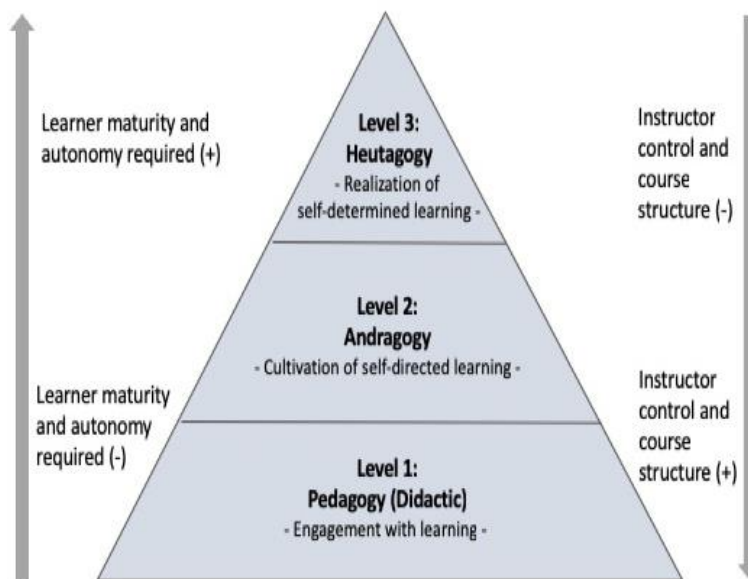 Learner maturity and
autonomy required (+)
Level 3:
Heutagogy
- Realization of
self-determined learning -
Instructor
control and
course
structure (-)
Level 2:
Andragogy
- Cultivation of self-directed learning -
Learner maturity
and autonomy
required (-)
Instructor
control and
course
structure (+)
Level 1:
Pedagogy (Didactic)
- Engagement with learning -